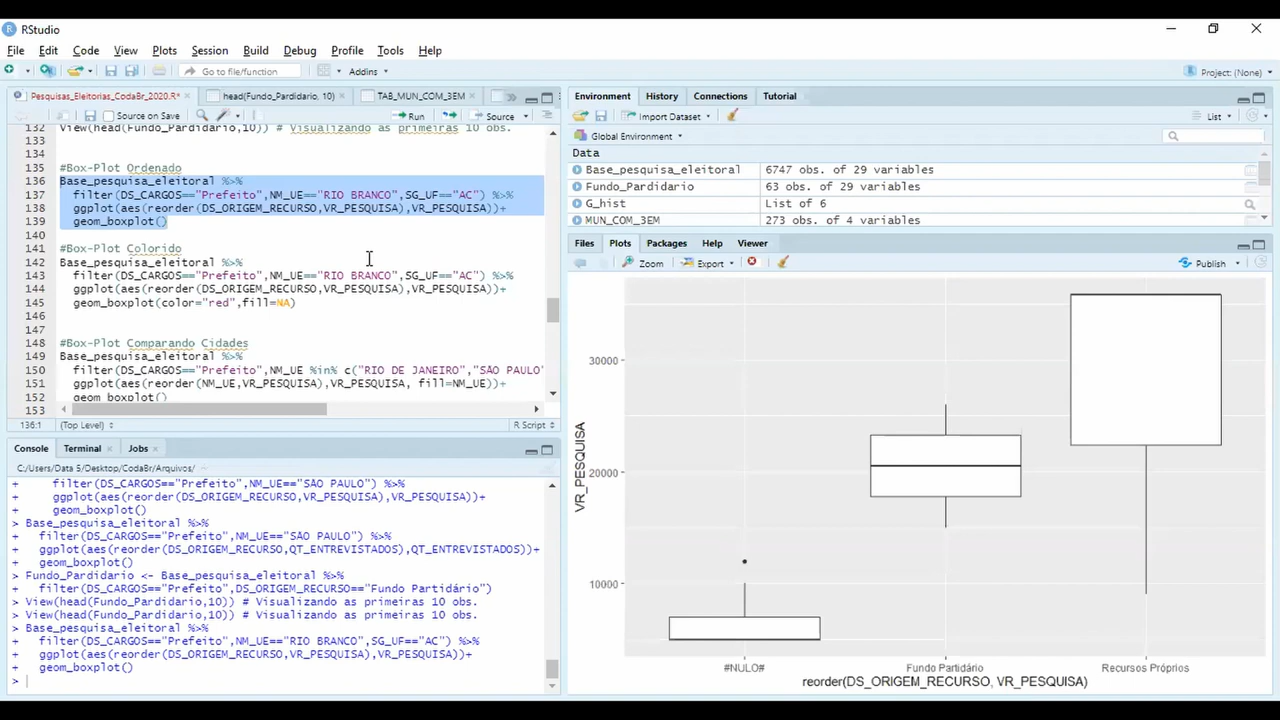 RStudio
File Edit Code View Plots Session Build Debug Profile Tools Help
Go to file/function Addins Project: (None)
Pesquisas_Eleitorias_CodaBr_2020.R* head(Fundo_Pardidario, 10) TAB_MUN_COM_3EM
Source on Save Run Source
132 View(head(Fundo_Pardidario,10)) # Visualizando as primeiras 10 obs.
133
134
135 #Box-Plot Ordenado
136 Base_pesquisa_eleitoral %>%
137 filter(DS_CARGOS=="Prefeito",NM_UE=="RIO BRANCO",SG_UF=="AC") %>%
138 ggplot(aes(reorder(DS_ORIGEM_RECURSO,VR_PESQUISA),VR_PESQUISA))+
139 geom_boxplot()
140
141 #Box-Plot Colorido
142 Base_pesquisa_eleitoral %>%
143 filter(DS_CARGOS=="Prefeito",NM_UE=="RIO BRANCO",SG_UF=="AC") %>%
144 ggplot(aes(reorder(DS_ORIGEM_RECURSO,VR_PESQUISA),VR_PESQUISA))+
145 geom_boxplot(color="red",fill=NA)
146
147
148 #Box-Plot Comparando Cidades
149 Base_pesquisa_eleitoral %>%
150 filter(DS_CARGOS=="Prefeito",NM_UE %in% c("RIO DE JANEIRO","SÃO PAULO"
151 ggplot(aes(reorder(NM_UE,VR_PESQUISA),VR_PESQUISA, fill=NM_UE))+
152 geom_boxplot()
153
136:1 (Top Level) R Script
Console Terminal Jobs
C:/Users/Data 5/Desktop/CodaBr/Arquivos/
+ filter(DS_CARGOS=="Prefeito",NM_UE=="SÃO PAULO") %>%
+ ggplot(aes(reorder(DS_ORIGEM_RECURSO,VR_PESQUISA),VR_PESQUISA))+
+ geom_boxplot()
> Base_pesquisa_eleitoral %>%
+ filter(DS_CARGOS=="Prefeito",NM_UE=="SÃO PAULO") %>%
+ ggplot(aes(reorder(DS_ORIGEM_RECURSO,QT_ENTREVISTADOS),QT_ENTREVISTADOS))+
+ geom_boxplot()
> Fundo_Pardidario <- Base_pesquisa_eleitoral %>%
+ filter(DS_CARGOS=="Prefeito",DS_ORIGEM_RECURSO=="Fundo Partidário")
> View(head(Fundo_Pardidario,10)) # Visualizando as primeiras 10 obs.
> View(head(Fundo_Pardidario,10)) # Visualizando as primeiras 10 obs.
> Base_pesquisa_eleitoral %>%
+ filter(DS_CARGOS=="Prefeito",NM_UE=="RIO BRANCO",SG_UF=="AC") %>%
+ ggplot(aes(reorder(DS_ORIGEM_RECURSO,VR_PESQUISA),VR_PESQUISA))+
+ geom_boxplot()
>
Environment History Connections Tutorial
Import Dataset List
Global Environment
Data
Base_pesquisa_eleitoral 6747 obs. of 29 variables
Fundo_Pardidario 63 obs. of 29 variables
G_hist List of 6
MUN_COM_3EM 273 obs. of 4 variables
Files Plots Packages Help Viewer
Zoom Export Publish
VR_PESQUISA
30000
20000
10000
#NULO# Fundo Partidário Recursos Próprios
reorder(DS_ORIGEM_RECURSO, VR_PESQUISA)